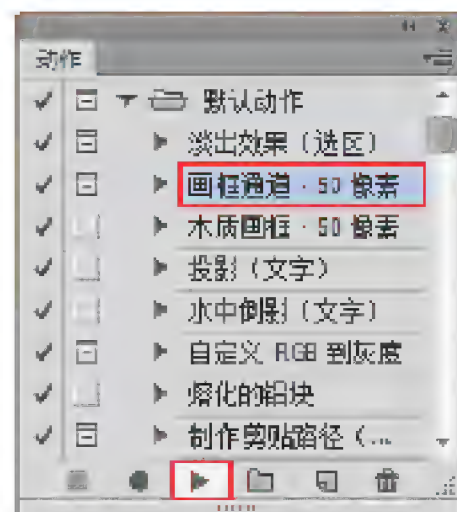 动作
默认动作
淡出效果（选区）
画框通道 - 50 像素
木质画框 - 50 像素
投影（文字）
水中倒影（文字）
自定义 RGB 到灰度
熔化的铅块
制作剪贴路径（...